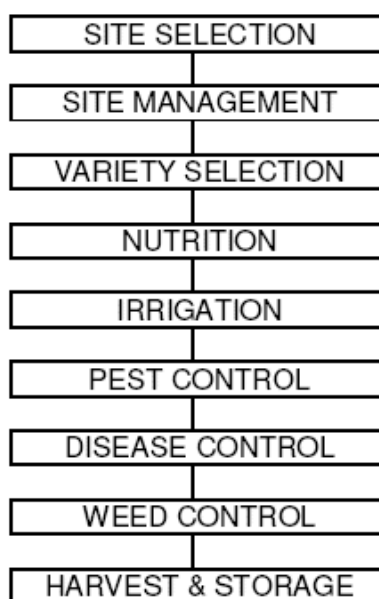 SITE SELECTION
SITE MANAGEMENT
VARIETY SELECTION
NUTRITION
IRRIGATION
PEST CONTROL
DISEASE CONTROL
WEED CONTROL
HARVEST & STORAGE